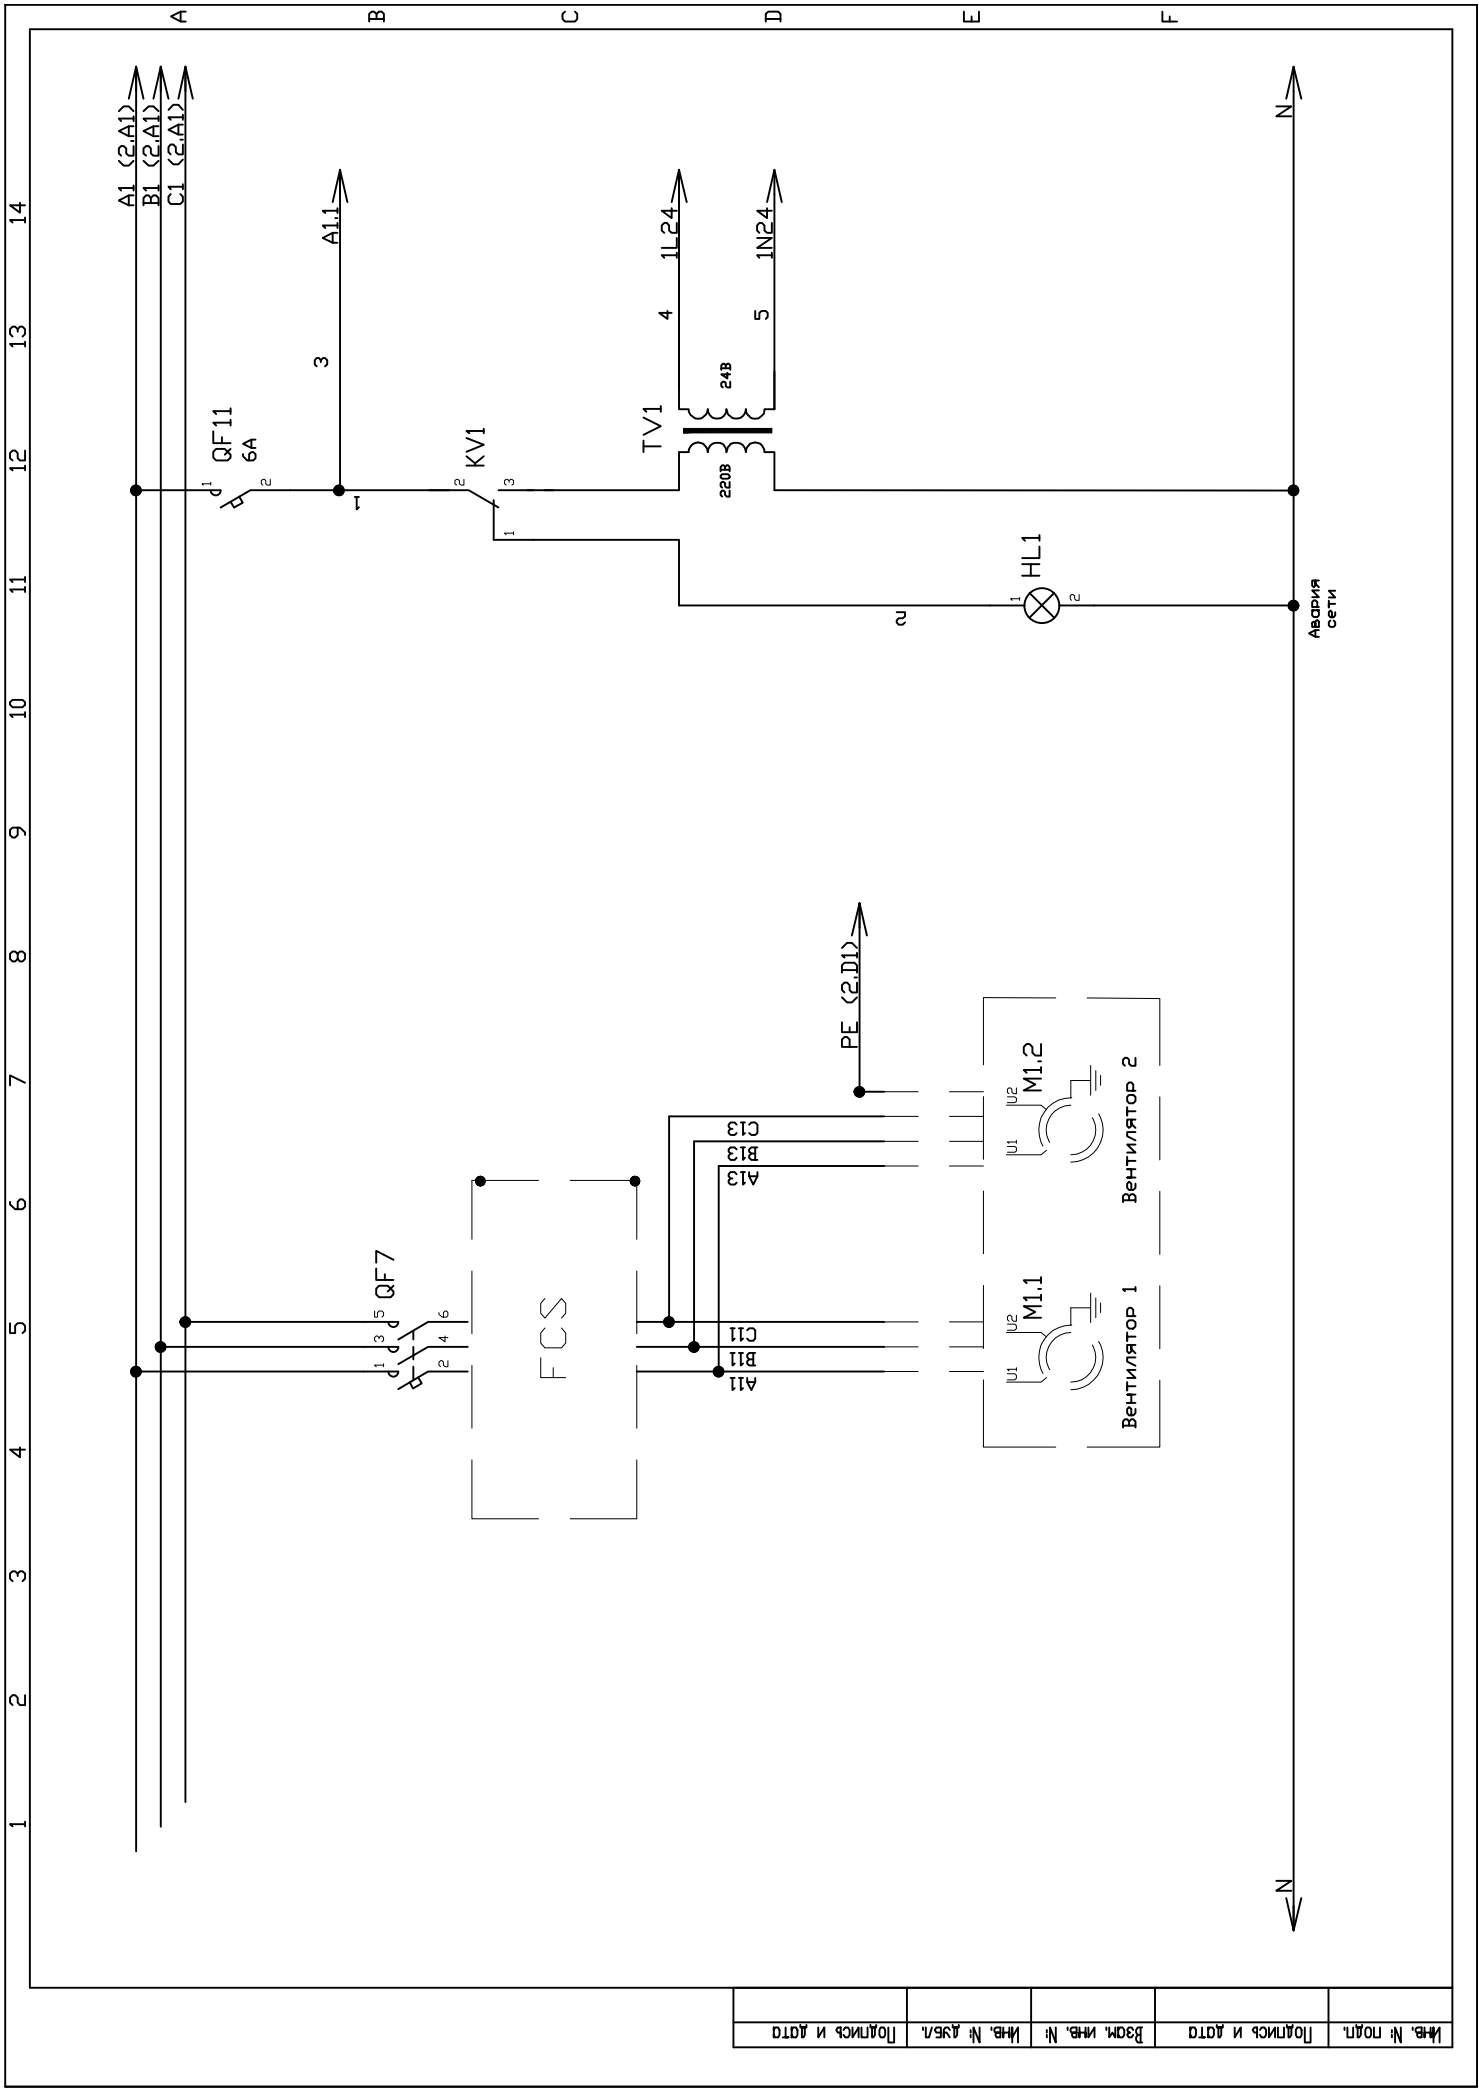 1 2 3 4 5 6 7 8 9 10 11 12 13 14
A
B
C
D
E
F
A1 (2.A1)
B1 (2.A1)
C1 (2.A1)
QF11
6A
1
2
3
A1.1
1
KV1
2
3
1
TV1
220В
24В
4
1L24
5
1N24
2
HL1
1
2
Авария
сети
N
N
QF7
1
3
5
2
4
6
FCS
C11
B11
A11
C13
B13
A13
PE (2.D1)
U1
U2
M1.1
Вентилятор 1
U1
U2
M1.2
Вентилятор 2
Подпись и дата
Инв. N дубл.
Взам. инв. N:
Подпись и дата
Инв. N: подл.